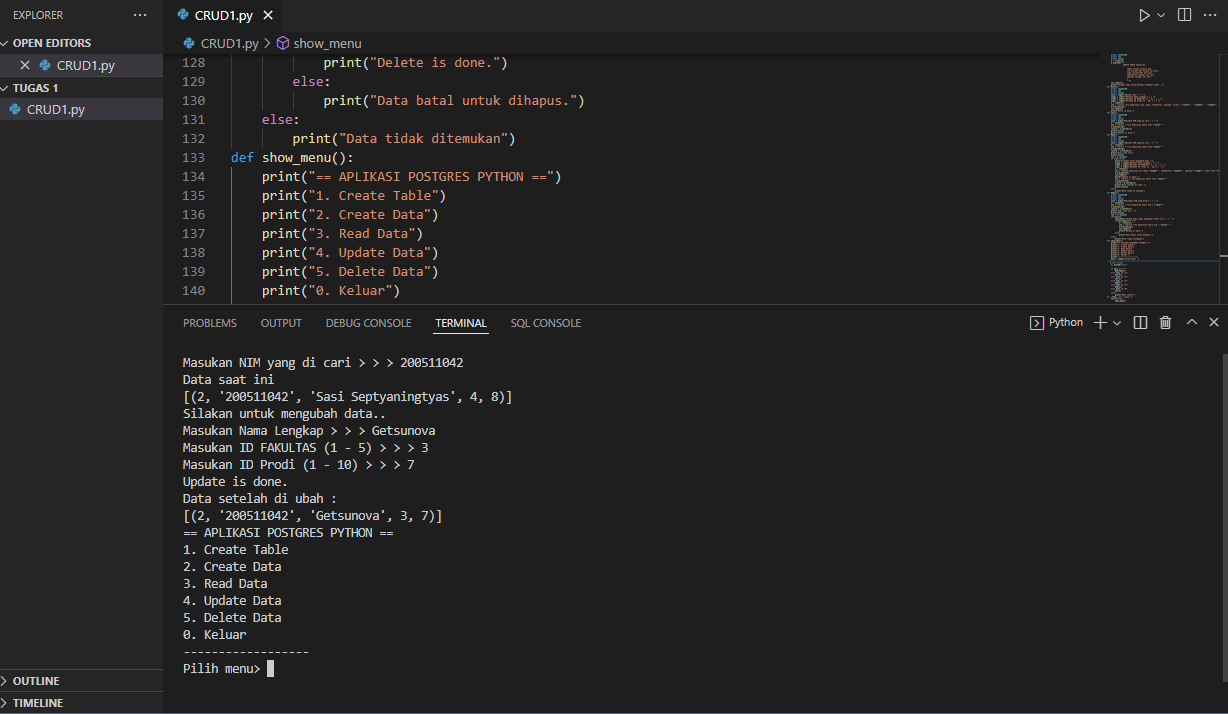 EXPLORER
OPEN EDITORS
CRUD1.py
TUGAS 1
CRUD1.py
OUTLINE
TIMELINE
CRUD1.py
CRUD1.py > show_menu
128 print("Delete is done.")
129 else:
130 print("Data batal untuk dihapus.")
131 else:
132 print("Data tidak ditemukan")
133 def show_menu():
134 print("== APLIKASI POSTGRES PYTHON ==")
135 print("1. Create Table")
136 print("2. Create Data")
137 print("3. Read Data")
138 print("4. Update Data")
139 print("5. Delete Data")
140 print("0. Keluar")
PROBLEMS OUTPUT DEBUG CONSOLE TERMINAL SQL CONSOLE Python
Masukan NIM yang di cari > > > 200511042
Data saat ini
[(2, '200511042', 'Sasi Septyaningtyas', 4, 8)]
Silakan untuk mengubah data..
Masukan Nama Lengkap > > > Getsunova
Masukan ID FAKULTAS (1 - 5) > > > 3
Masukan ID Prodi (1 - 10) > > > 7
Update is done.
Data setelah di ubah :
[(2, '200511042', 'Getsunova', 3, 7)]
== APLIKASI POSTGRES PYTHON ==
1. Create Table
2. Create Data
3. Read Data
4. Update Data
5. Delete Data
0. Keluar
------------------
Pilih menu>